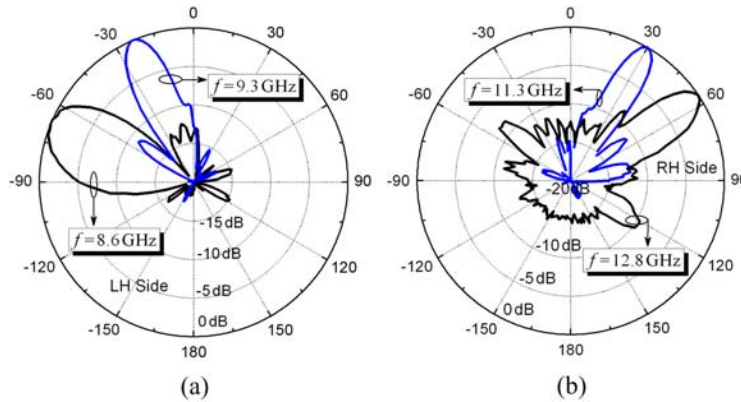 0
-30
-60
-90
-120
-150
180
150
120
90
60
30
f = 9.3 GHz
f = 8.6 GHz
LH Side
-15 dB
-10 dB
-5 dB
0 dB
(a)
0
-30
-60
-90
-120
-150
180
150
120
90
60
30
f = 11.3 GHz
f = 12.8 GHz
RH Side
-20 dB
-10 dB
-5 dB
0 dB
(b)